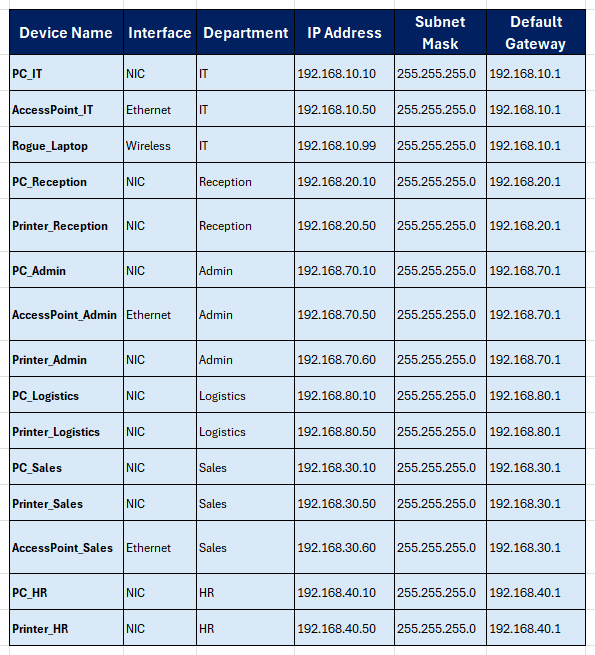 Device Name Interface Department IP Address Subnet Mask Default Gateway
PC_IT NIC IT 192.168.10.10 255.255.255.0 192.168.10.1
AccessPoint_IT Ethernet IT 192.168.10.50 255.255.255.0 192.168.10.1
Rogue_Laptop Wireless IT 192.168.10.99 255.255.255.0 192.168.10.1
PC_Reception NIC Reception 192.168.20.10 255.255.255.0 192.168.20.1
Printer_Reception NIC Reception 192.168.20.50 255.255.255.0 192.168.20.1
PC_Admin NIC Admin 192.168.70.10 255.255.255.0 192.168.70.1
AccessPoint_Admin Ethernet Admin 192.168.70.50 255.255.255.0 192.168.70.1
Printer_Admin NIC Admin 192.168.70.60 255.255.255.0 192.168.70.1
PC_Logistics NIC Logistics 192.168.80.10 255.255.255.0 192.168.80.1
Printer_Logistics NIC Logistics 192.168.80.50 255.255.255.0 192.168.80.1
PC_Sales NIC Sales 192.168.30.10 255.255.255.0 192.168.30.1
Printer_Sales NIC Sales 192.168.30.50 255.255.255.0 192.168.30.1
AccessPoint_Sales Ethernet Sales 192.168.30.60 255.255.255.0 192.168.30.1
PC_HR NIC HR 192.168.40.10 255.255.255.0 192.168.40.1
Printer_HR NIC HR 192.168.40.50 255.255.255.0 192.168.40.1